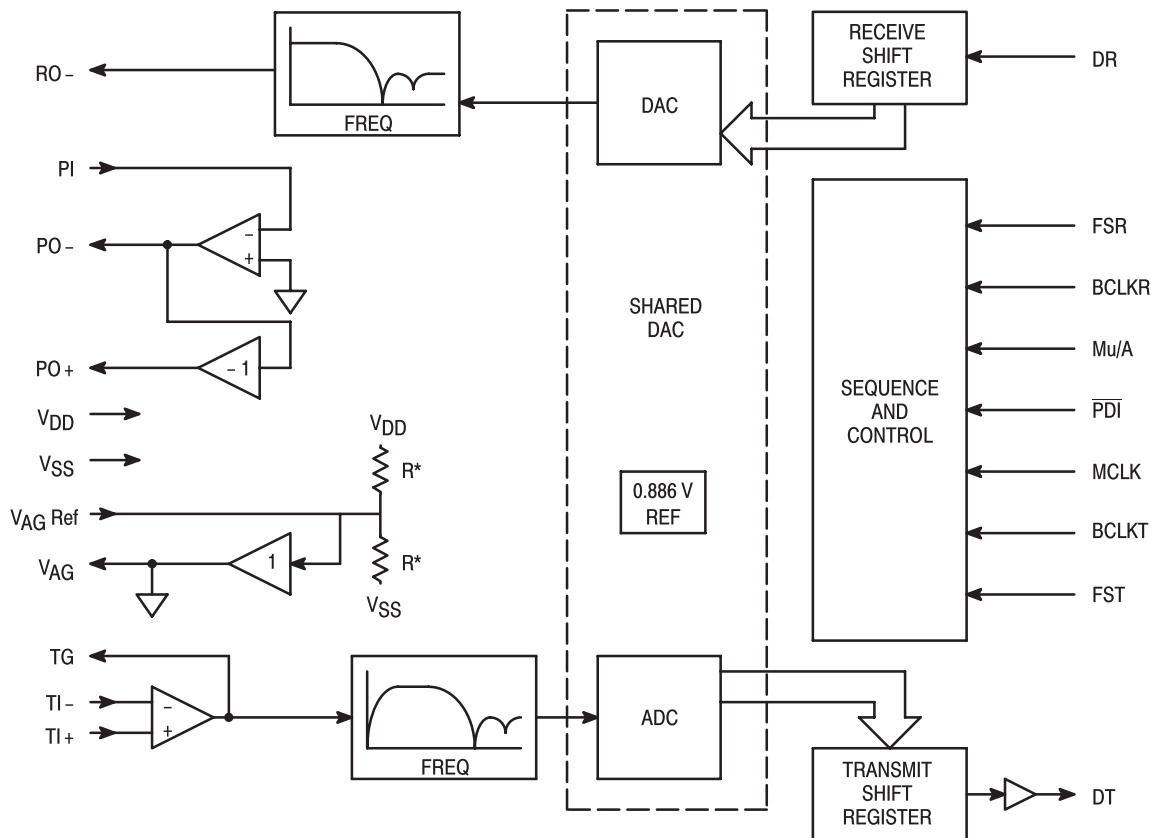 RO –
FREQ
DAC
RECEIVE
SHIFT
REGISTER
DR
PI
PO –
–
+
PO +
– 1
VDD
VSS
VAG Ref
VAG
1
VDD
R*
R*
VSS
SHARED
DAC
0.886 V
REF
SEQUENCE
AND
CONTROL
FSR
BCLKR
Mu/A
PDI
MCLK
BCLKT
FST
TG
TI –
TI +
–
+
FREQ
ADC
TRANSMIT
SHIFT
REGISTER
DT